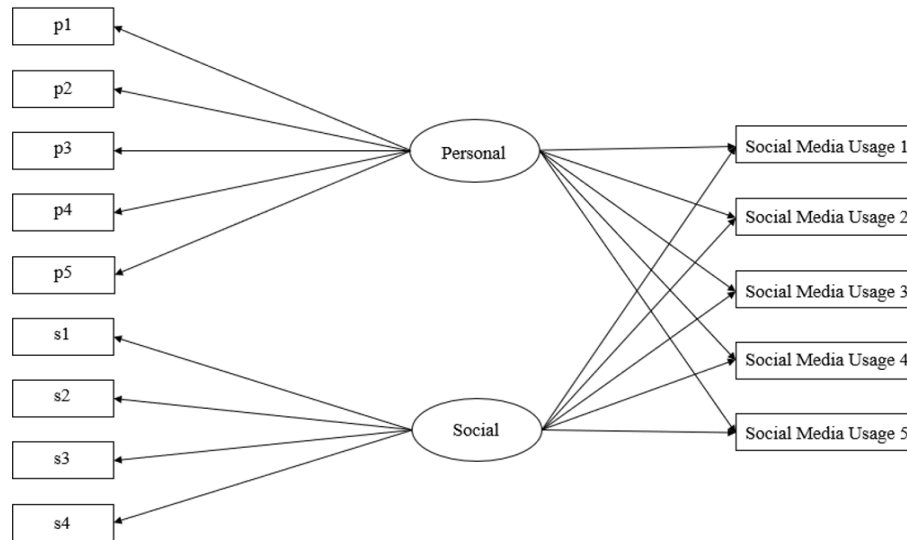 p1
p2
p3
p4
p5
s1
s2
s3
s4
Personal
Social
Social Media Usage 1
Social Media Usage 2
Social Media Usage 3
Social Media Usage 4
Social Media Usage 5